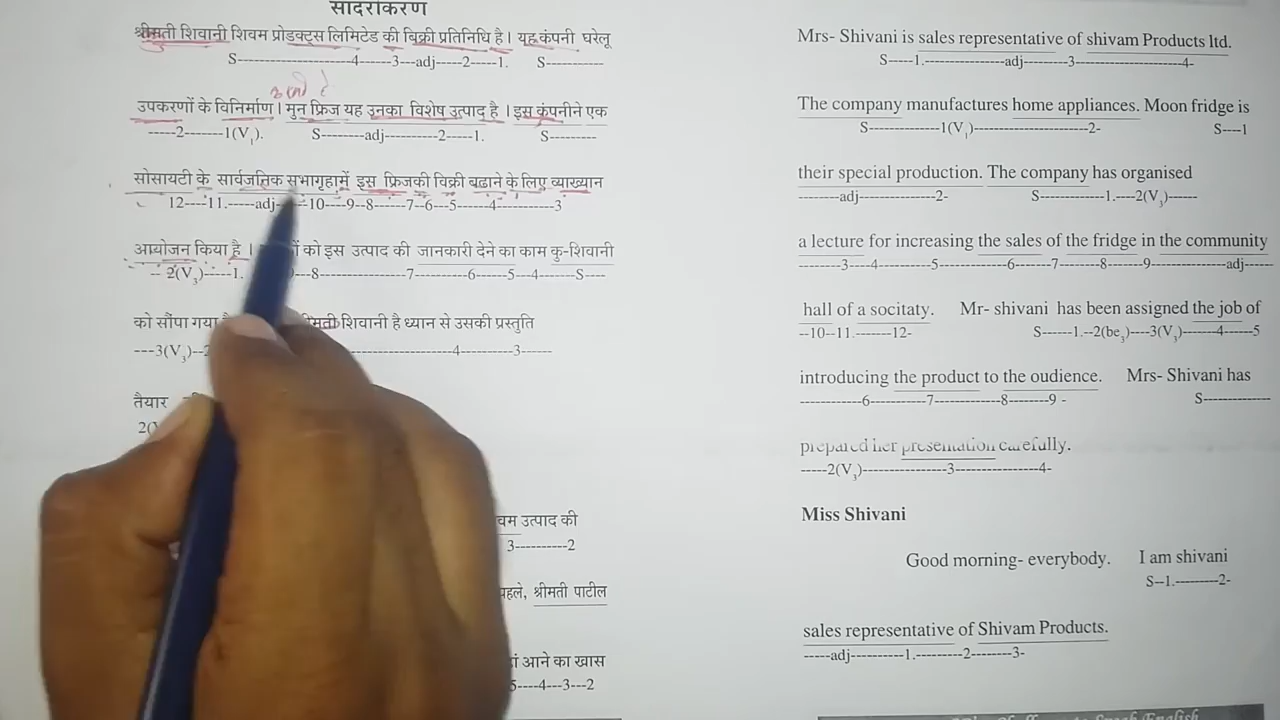 सादरीकरण
श्रीमती शिवानी शिवम प्रोडक्ट्स लिमिटेड की बिक्री प्रतिनिधि है। यह कंपनी घरेलू
S---------------------4------3---adj-----2-----1. S-----------
उपकरणों के विनिर्माण। मुन फ्रिज यह उनका विशेष उत्पाद है। इस कंपनीने एक
-----2-------1(V1). S--------adj----------2-----1. S---------
सोसायटी के सार्वजतिक सभागृहामें इस फ्रिजकी विक्री बढाने के लिए व्याख्यान
12----11.-----adj- --10----9--8------7--6---5------4----------3
आयोजन किया है। को इस उत्पाद की जानकारी देने का काम कु-शिवानी
-- 2(V3)-----1. --8---------------7----------6-----5---4-----S----
को सौंपा गया शिवानी है ध्यान से उसकी प्रस्तुति
---3(V3)-- 4---------3------
तैयार
उत्पाद की
3----------2
श्रीमती पाटील
आने का खास
5----4---3---2
Mrs- Shivani is sales representative of shivam Products ltd.
S-----1.---------------adj--------3--------------------4-
The company manufactures home appliances. Moon fridge is
S-------------1(V1)---------------------2- S----1
their special production. The company has organised
--------adj--------------2- S------1.----2(V3)------
a lecture for increasing the sales of the fridge in the community
--------3----4----------5-------------6-----7--------8------9--------------adj-----
hall of a socitaty. Mr- shivani has been assigned the job of
--10--11.-------12- S------1.--2(be3)----3(V3)--------4------5
introducing the product to the oudience. Mrs- Shivani has
------------6-----------7------------8-----9 - S-------------
prepared her presentation carefully.
-----2(V3)----------------3----------------4-
Miss Shivani
Good morning- everybody. I am shivani
S--1.---------2-
sales representative of Shivam Products.
-----adj----------1.---------2--------3-